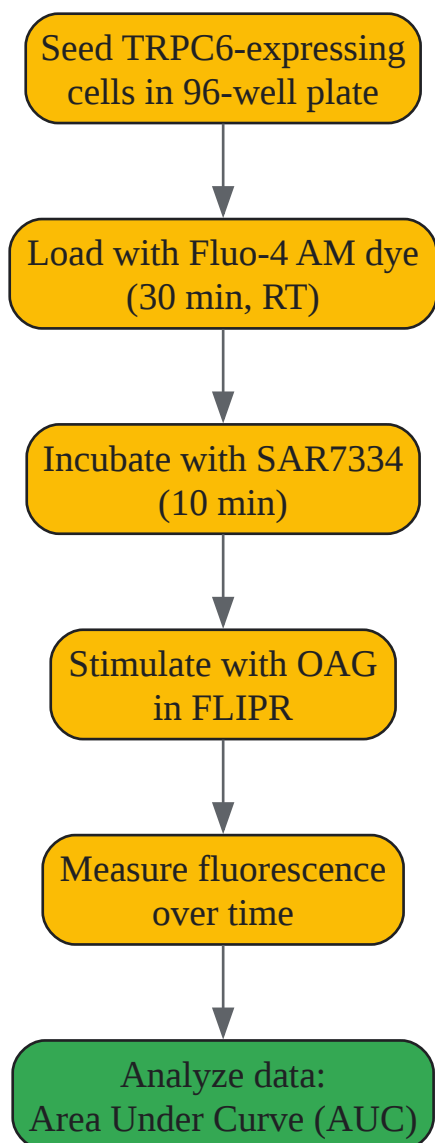 Seed TRPC6-expressing
cells in 96-well plate
Load with Fluo-4 AM dye
(30 min, RT)
Incubate with SAR7334
(10 min)
Stimulate with OAG
in FLIPR
Measure fluorescence
over time
Analyze data:
Area Under Curve (AUC)